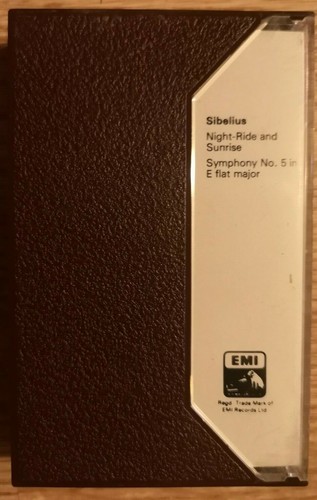 Sibelius
Night-Ride and
Sunrise
Symphony No. 5 in
E flat major
EMI
Regd. Trade Mark of
EMI Records Ltd